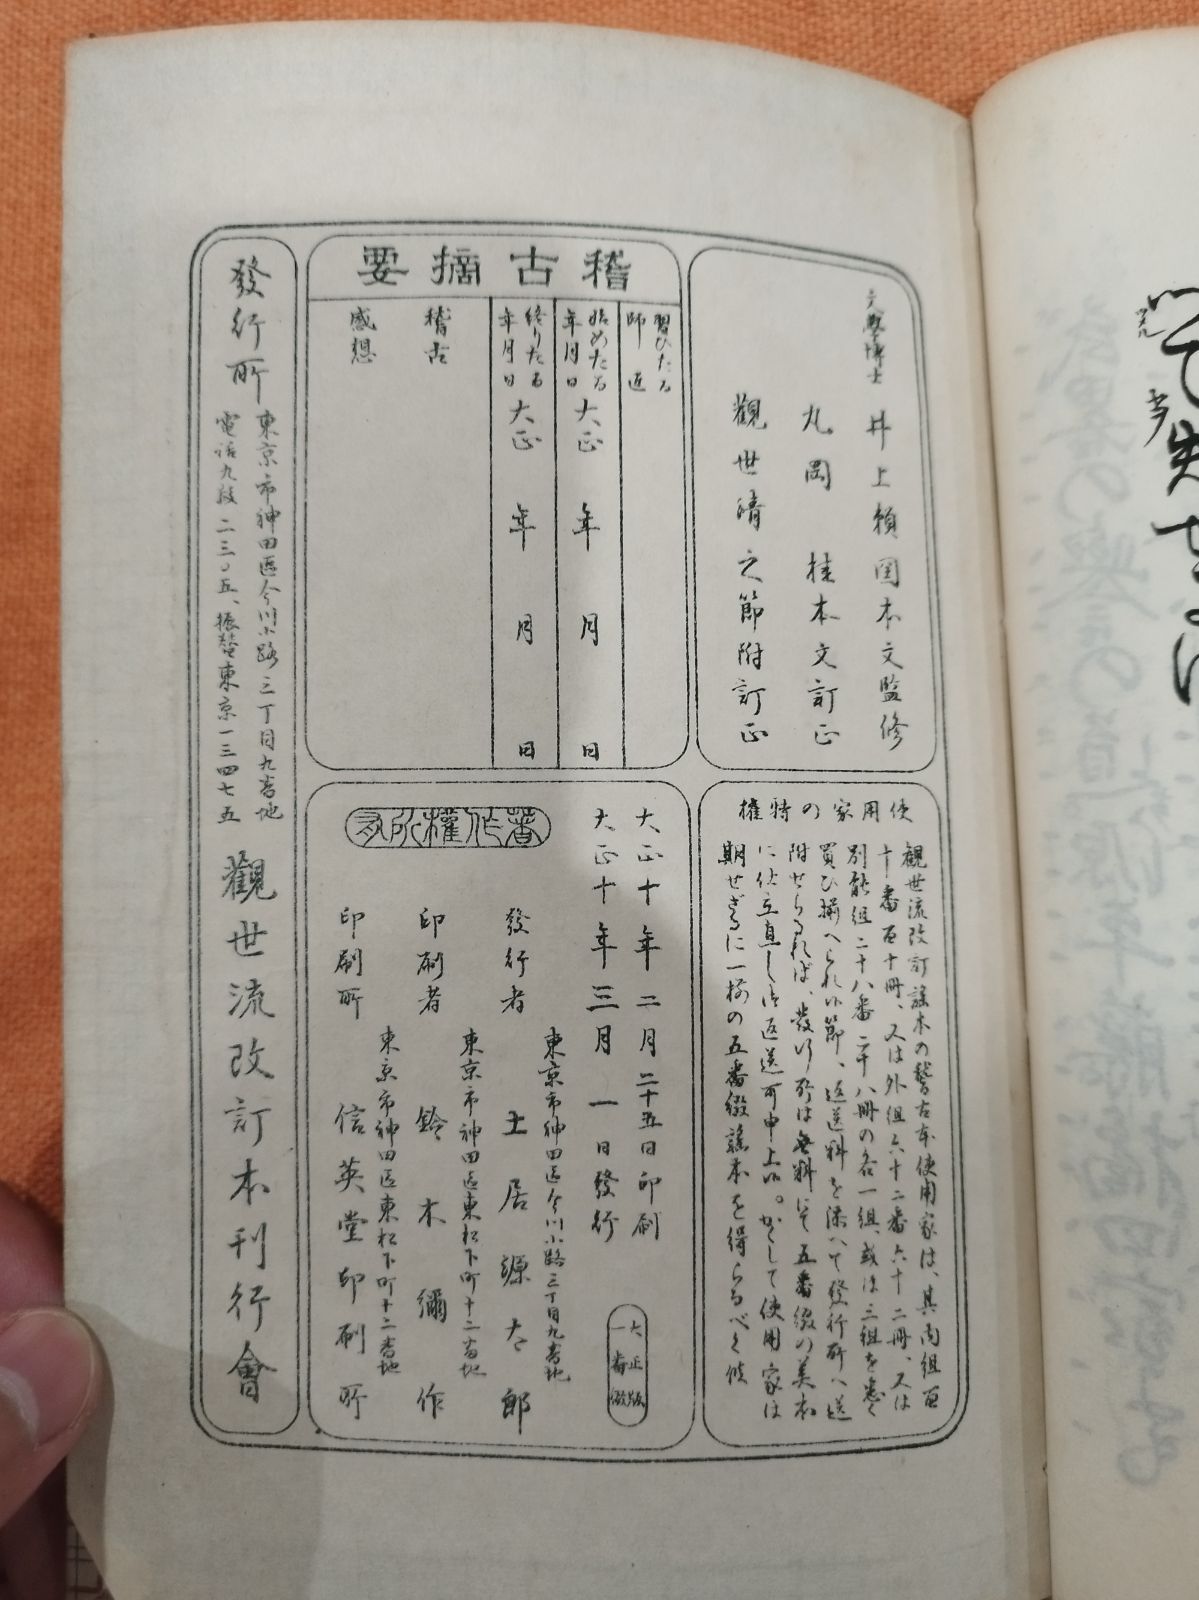 文學博士 井上頼圀本文監修
丸岡 桂本文訂正
觀世晴之節附訂正
稽古摘要
習ひたる師匠
始めたる年月日 大正 年 月 日
終りたる年月日 大正 年 月 日
稽古
感想
使用家の特権
觀世流改訂謡本の稽古本使用家は、其内組百
十番百十冊、又は外組六十二番六十二冊、又は
別能組二十八番二十八冊の各一組、或は三組を悉く
買ひ揃へられ候節、返送料を添へて發行所へ送
附せらるれば、發行所は無料にて五番綴の美本
に仕立直し御返送可申上候。かくして使用家は
期せざるに一揃の五番綴謡本を得らるべく候
大正十年二月二十五日印刷
大正十年三月一日發行
大正版
一番綴
著作權所有
東京市神田區今川小路三丁目九番地
發行者 土居源太郎
東京市神田區東松下町十二番地
印刷者 鈴木彌作
東京市神田區東松下町十二番地
印刷所 信英堂印刷所
發行所
東京市神田區今川小路三丁目九番地
電話九段二三〇五、振替東京一三四七五
觀世流改訂本刊行會